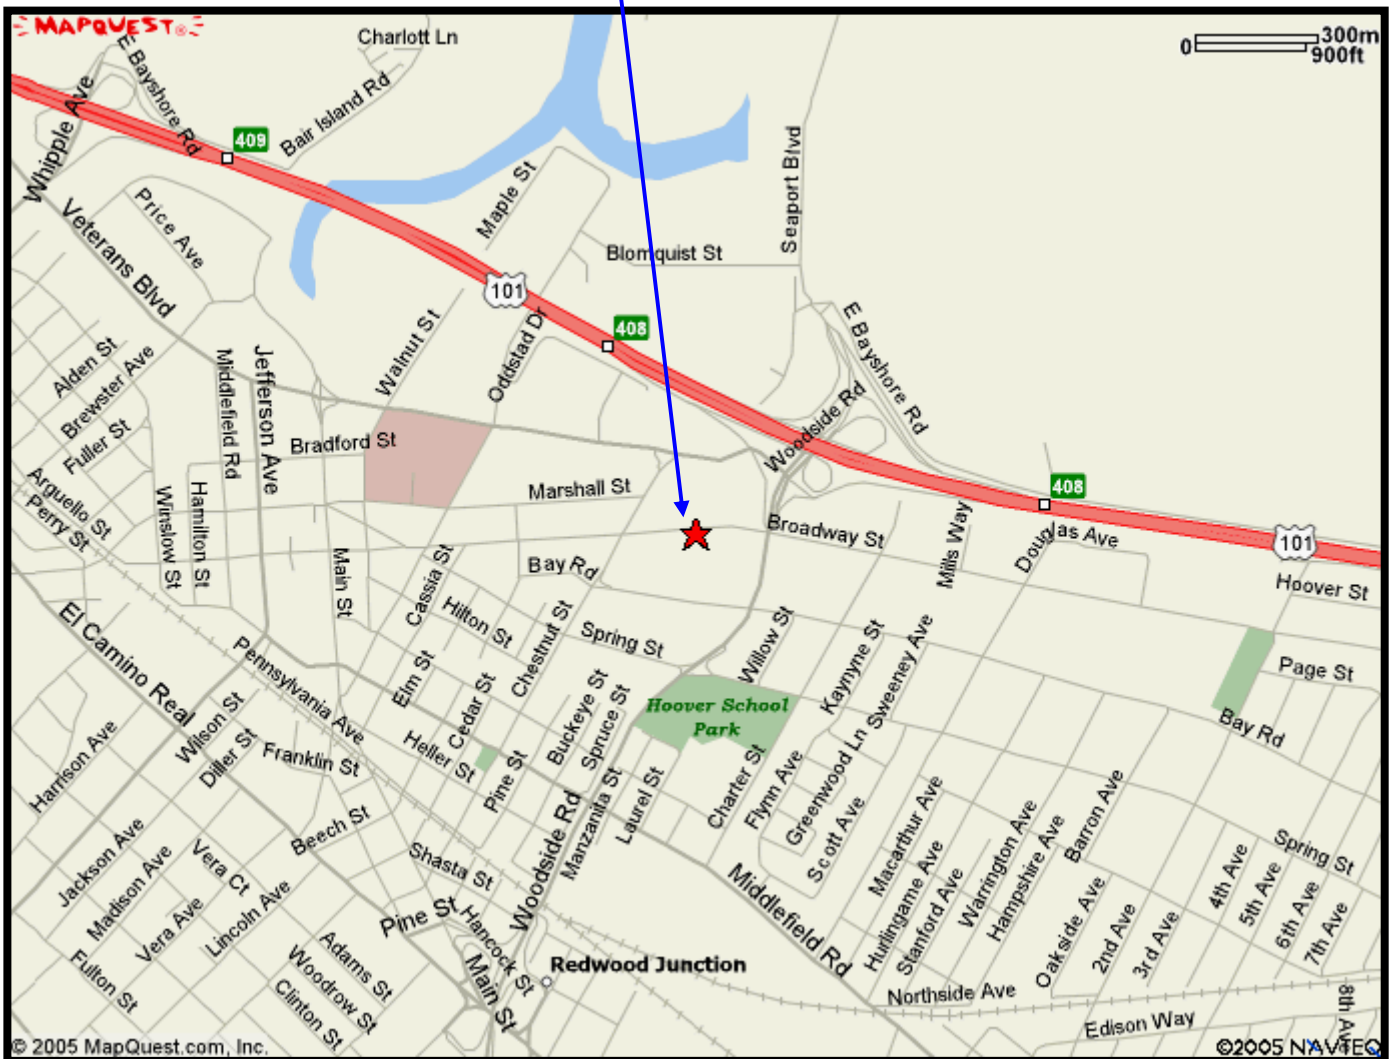 MAPQUEST®
Charlott Ln
300m
0
900ft
E Bayshore Rd
Whipple Ave
Bair Island Rd
409
Seaport Blvd
Maple St
Price Ave
Veterans Blvd
Blomquist St
101
408
E Bayshore Rd
Walnut St
Oddstad Dr
Alden St
Brewster Ave
Fuller St
Middlefield Rd
Jefferson Ave
Bradford St
Woodside Rd
Marshall St
408
Arguello St
Perry St
Winslow St
Hamilton St
Broadway St
Mills Way
Douglas Ave
101
Main St
Cassia St
Bay Rd
Hoover St
El Camino Real
Hilton St
Chestnut St
Spring St
Willow St
Kaynyne St
Sweeney Ave
Page St
Pennsylvania Ave
Elm St
Cedar St
Buckeye St
Spruce St
Hoover School
Park
Bay Rd
Wilson St
Diller St
Franklin St
Heller St
Pine St
Harrison Ave
Manzanita St
Laurel St
Charter St
Flynn Ave
Greenwood Ln
Scott Ave
Macarthur Ave
Barron Ave
Beech St
Woodside Rd
Shasta St
Jackson Ave
Madison Ave
Vera Ct
Vera Ave
Lincoln Ave
Middlefield Rd
Hurlingame Ave
Stanford Ave
Warrington Ave
Hampshire Ave
Oakside Ave
2nd Ave
3rd Ave
4th Ave
5th Ave
6th Ave
7th Ave
Spring St
Pine St
Hancock St
Adams St
Woodrow St
Clinton St
Fulton St
Main St
Redwood Junction
Northside Ave
Edison Way
8th Ave
© 2005 MapQuest.com, Inc.
©2005 NAVTEQ